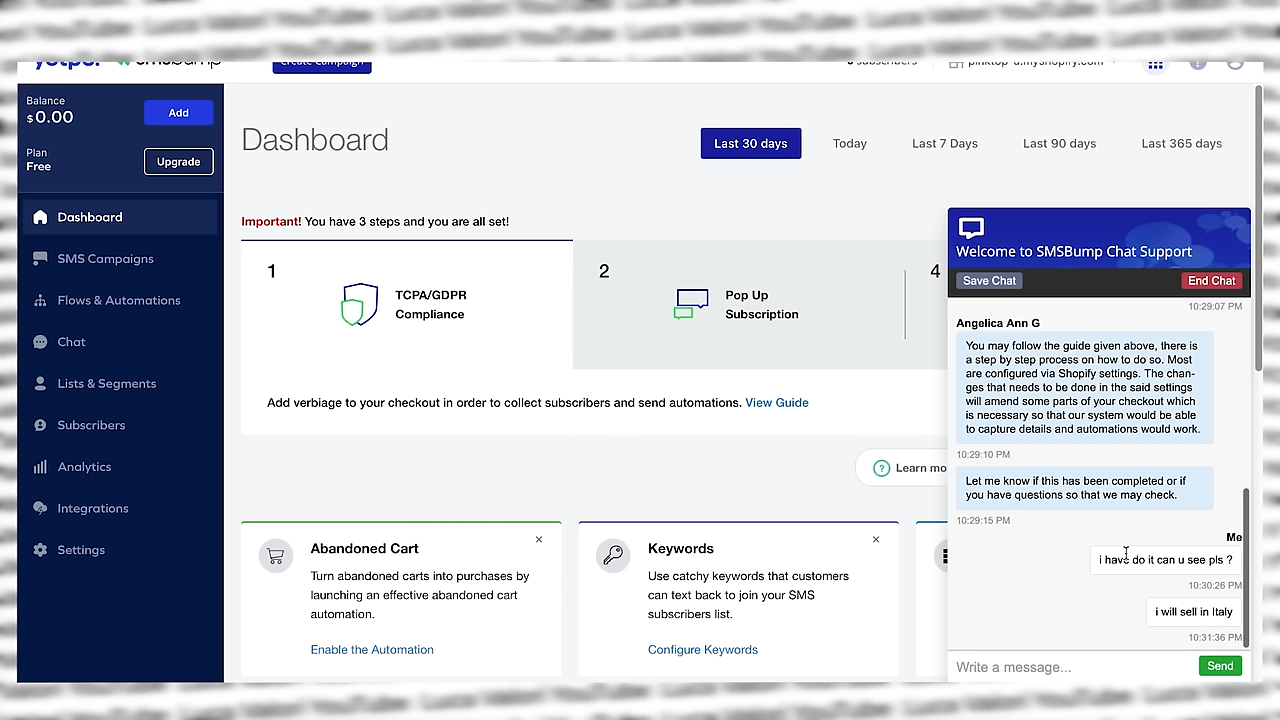 yotpo. smsbump
Create Campaign
subscribers
Balance
$0.00
Add
Plan
Free
Upgrade
Dashboard
SMS Campaigns
Flows & Automations
Chat
Lists & Segments
Subscribers
Analytics
Integrations
Settings
Dashboard
Last 30 days
Today
Last 7 Days
Last 90 days
Last 365 days
Important! You have 3 steps and you are all set!
1
TCPA/GDPR
Compliance
2
Pop Up
Subscription
4
Add verbiage to your checkout in order to collect subscribers and send automations. View Guide
? Learn mo
Abandoned Cart
Turn abandoned carts into purchases by
launching an effective abandoned cart
automation.
Enable the Automation
Keywords
Use catchy keywords that customers
can text back to join your SMS
subscribers list.
Configure Keywords
Welcome to SMSBump Chat Support
Save Chat
End Chat
10:29:07 PM
Angelica Ann G
You may follow the guide given above, there is
a step by step process on how to do so. Most
are configured via Shopify settings. The chan-
ges that needs to be done in the said settings
will amend some parts of your checkout which
is necessary so that our system would be able
to capture details and automations would work.
10:29:10 PM
Let me know if this has been completed or if
you have questions so that we may check.
10:29:15 PM
Me
i have do it can u see pls ?
10:30:26 PM
i will sell in Italy
10:31:36 PM
Write a message...
Send